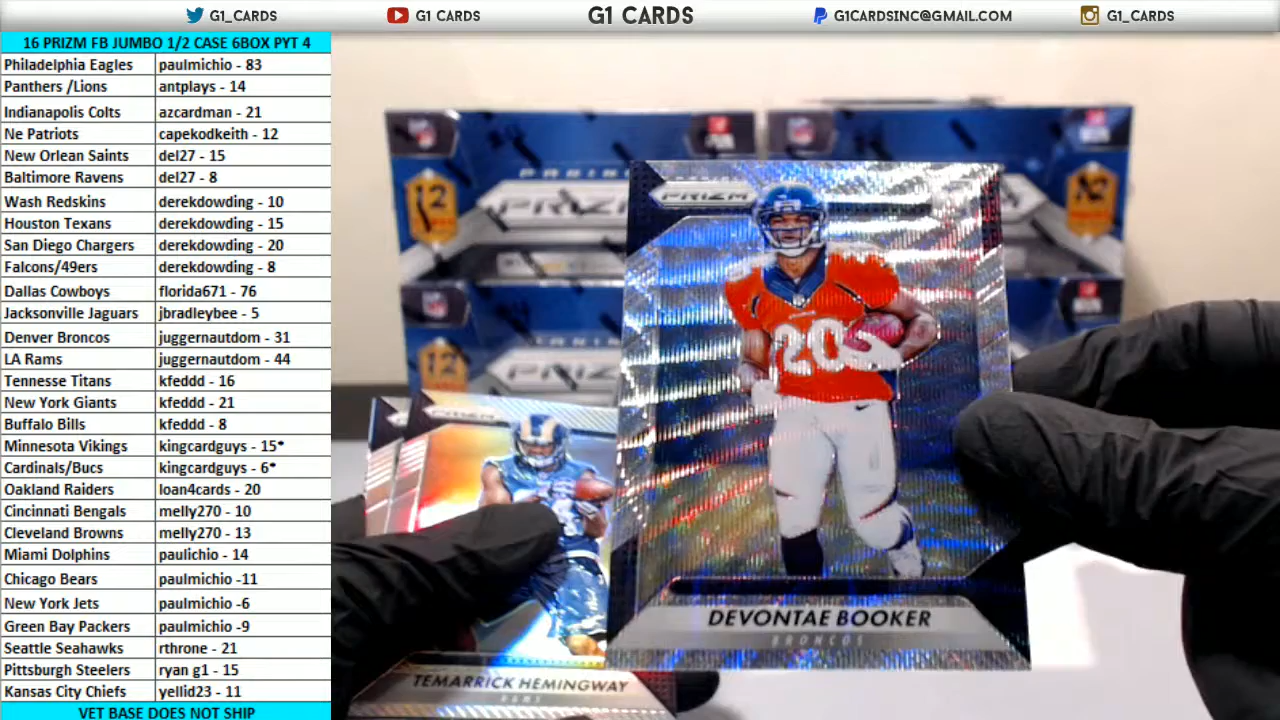 G1_CARDS
G1 CARDS
G1 CARDS
G1CARDSINC@GMAIL.COM
G1_CARDS
16 PRIZM FB JUMBO 1/2 CASE 6BOX PYT 4
Philadelphia Eagles paulmichio - 83
Panthers /Lions antplays - 14
Indianapolis Colts azcardman - 21
Ne Patriots capekodkeith - 12
New Orlean Saints del27 - 15
Baltimore Ravens del27 - 8
Wash Redskins derekdowding - 10
Houston Texans derekdowding - 15
San Diego Chargers derekdowding - 20
Falcons/49ers derekdowding - 8
Dallas Cowboys florida671 - 76
Jacksonville Jaguars jbradleybee - 5
Denver Broncos juggernautdom - 31
LA Rams juggernautdom - 44
Tennesse Titans kfeddd - 16
New York Giants kfeddd - 21
Buffalo Bills kfeddd - 8
Minnesota Vikings kingcardguys - 15*
Cardinals/Bucs kingcardguys - 6*
Oakland Raiders loan4cards - 20
Cincinnati Bengals melly270 - 10
Cleveland Browns melly270 - 13
Miami Dolphins paulichio - 14
Chicago Bears paulmichio -11
New York Jets paulmichio -6
Green Bay Packers paulmichio -9
Seattle Seahawks rthrone - 21
Pittsburgh Steelers ryan g1 - 15
Kansas City Chiefs yellid23 - 11
VET BASE DOES NOT SHIP
PRIZM
20
DEVONTAE BOOKER
BRONCOS
TEMARRICK HEMINGWAY
RAMS
12
PRIZM